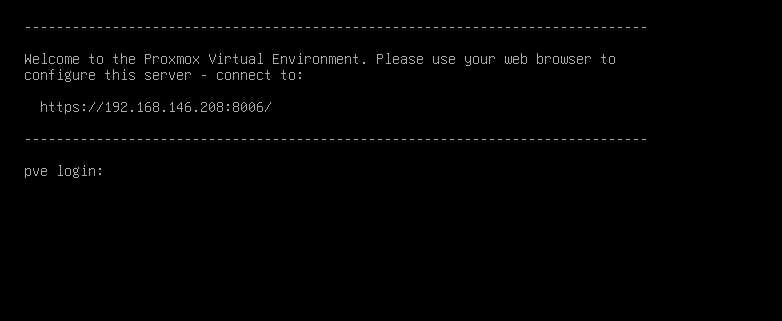 --------------------------------------------------------------------------------
Welcome to the Proxmox Virtual Environment. Please use your web browser to
configure this server - connect to:
https://192.168.146.208:8006/
--------------------------------------------------------------------------------
pve login: